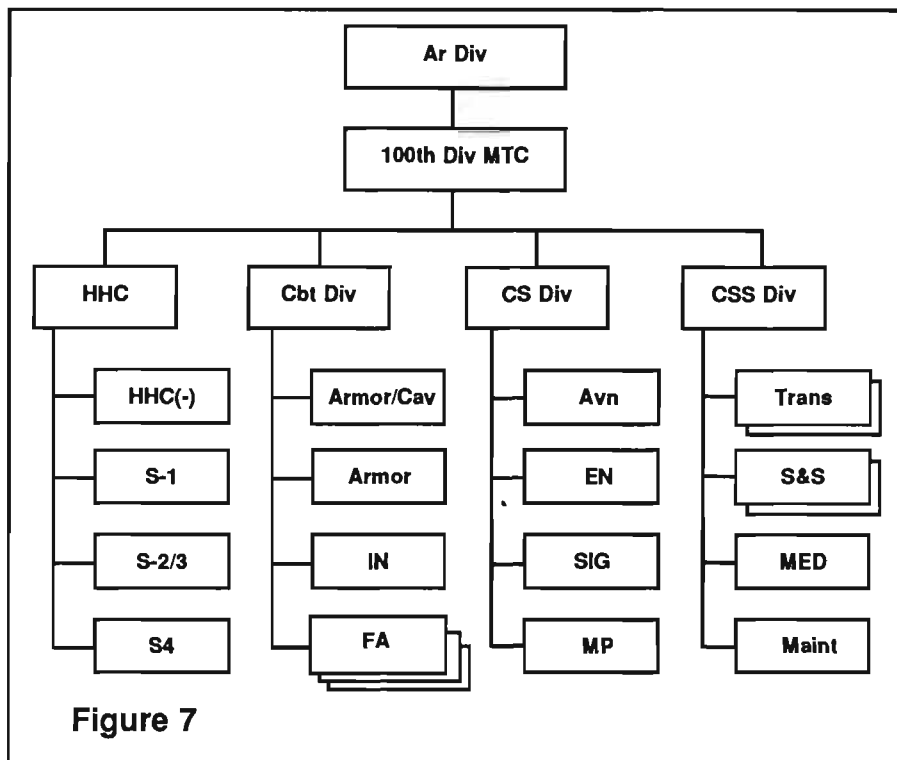 Ar Div
100th Div MTC
HHC
Cbt Div
CS Div
CSS Div
HHC(-)
Armor/Cav
Avn
Trans
S-1
Armor
EN
S&S
S-2/3
IN
SIG
MED
S4
FA
MP
Maint
Figure 7